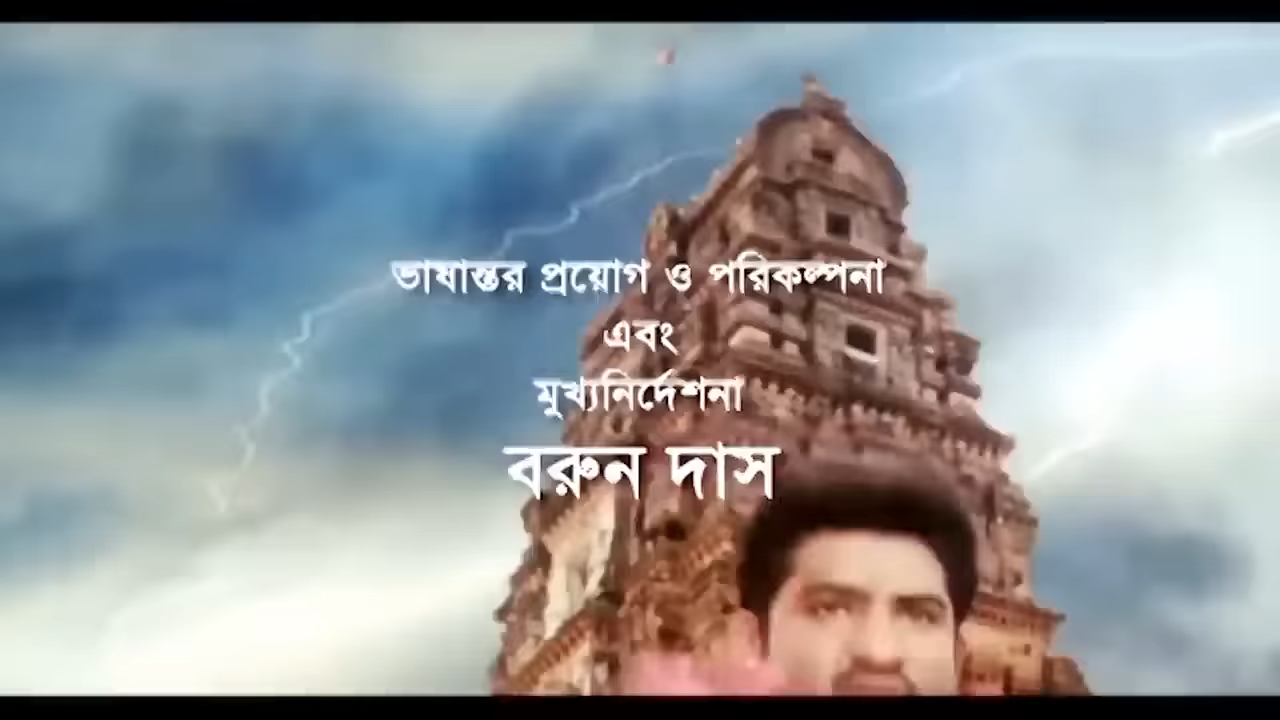 ভাষান্তর প্রয়োগ ও পরিকল্পনা
এবং
মুখ্যনির্দেশনা
বরুন দাস